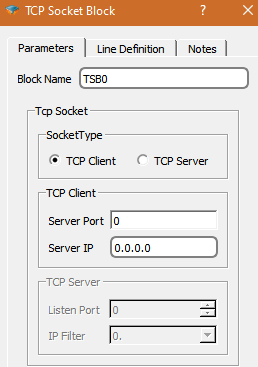 TCP Socket Block ? ×
Parameters Line Definition Notes
Block Name TSB0
Tcp Socket
SocketType
TCP Client TCP Server
TCP Client
Server Port 0
Server IP 0.0.0.0
TCP Server
Listen Port 0
IP Filter 0.